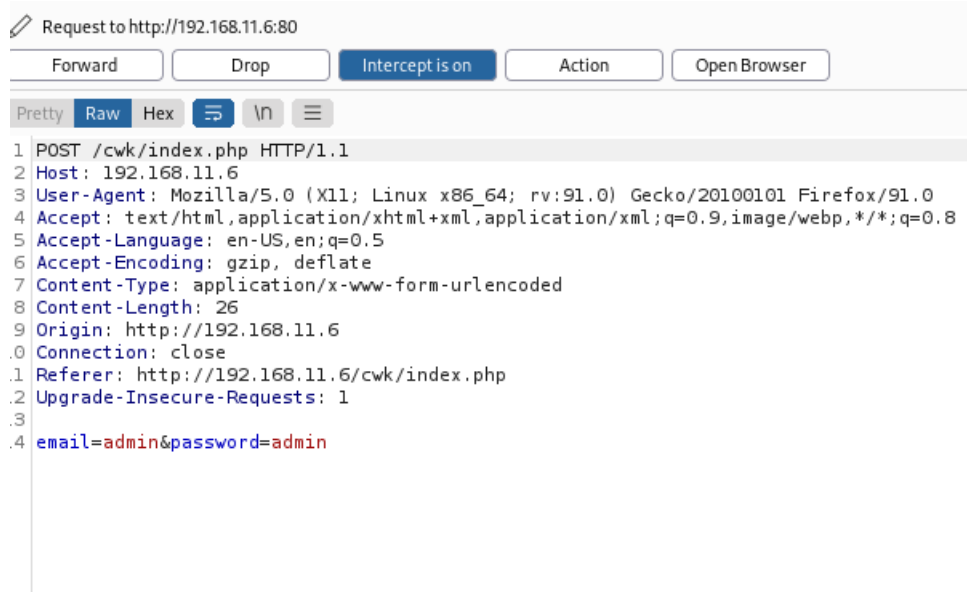 Request to http://192.168.11.6:80
Forward Drop Intercept is on Action Open Browser
Pretty Raw Hex \n
1 POST /cwk/index.php HTTP/1.1
2 Host: 192.168.11.6
3 User-Agent: Mozilla/5.0 (X11; Linux x86_64; rv:91.0) Gecko/20100101 Firefox/91.0
4 Accept: text/html,application/xhtml+xml,application/xml;q=0.9,image/webp,*/*;q=0.8
5 Accept-Language: en-US,en;q=0.5
6 Accept-Encoding: gzip, deflate
7 Content-Type: application/x-www-form-urlencoded
8 Content-Length: 26
9 Origin: http://192.168.11.6
0 Connection: close
1 Referer: http://192.168.11.6/cwk/index.php
2 Upgrade-Insecure-Requests: 1
3
4 email=admin&password=admin